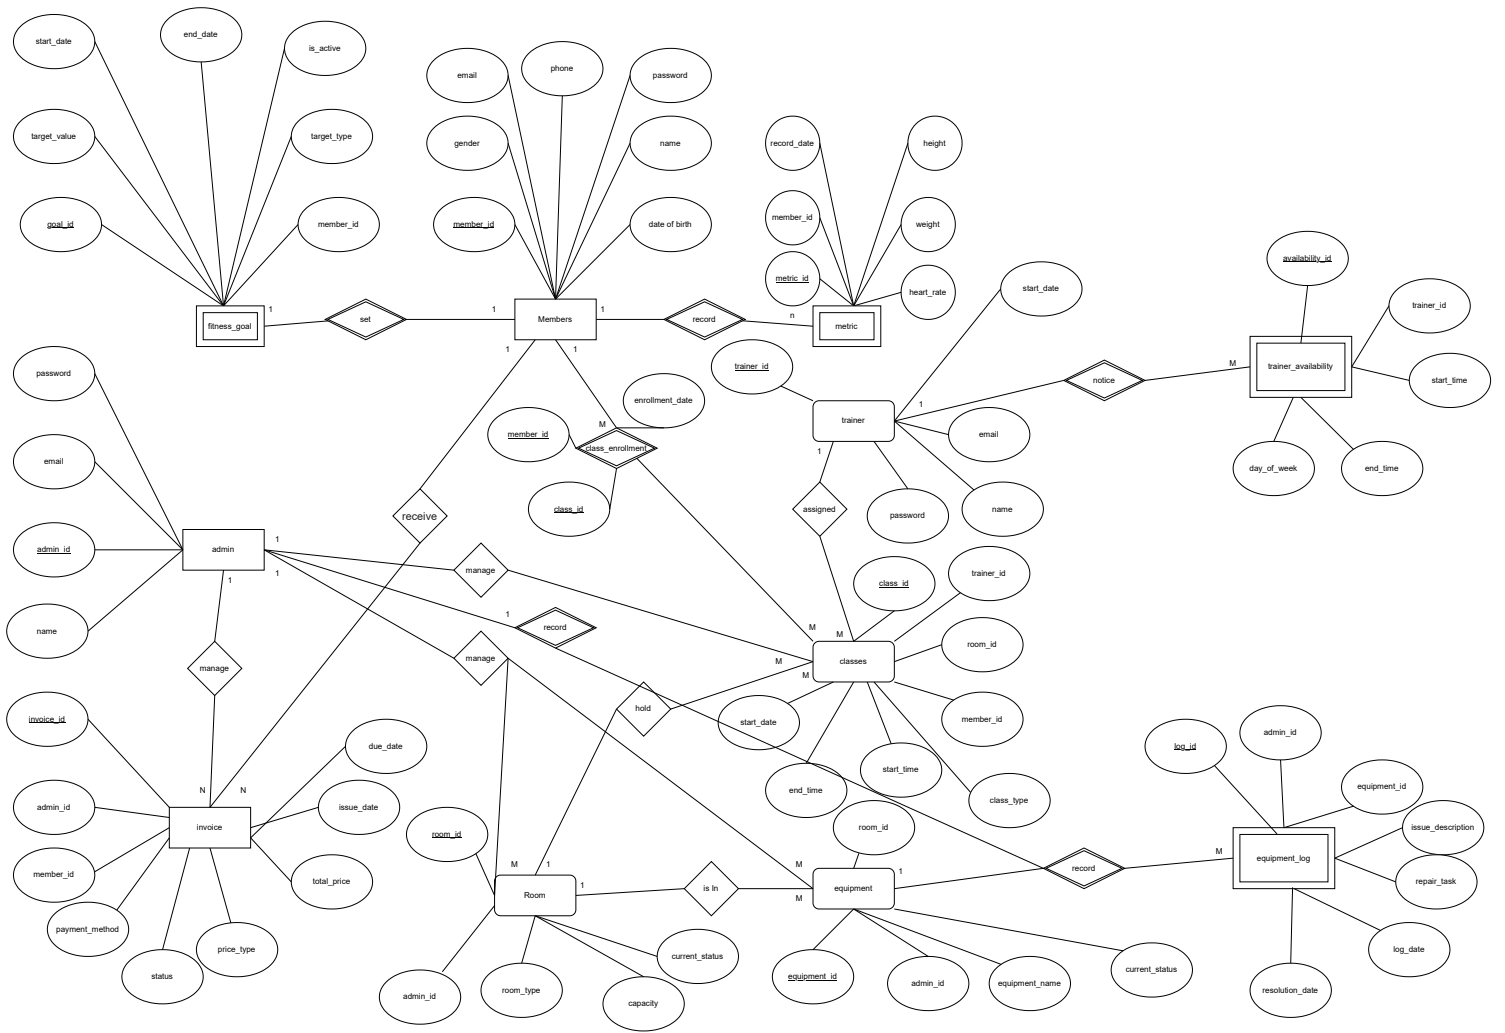 start_date
end_date
is_active
target_value
target_type
goal_id
member_id
fitness_goal
1
set
1
email
phone
password
gender
name
member_id
date of birth
Members
1
1
1
record
n
record_date
height
member_id
weight
metric_id
heart_rate
metric
start_date
trainer_id
trainer
1
1
email
name
password
notice
M
availability_id
trainer_id
start_time
trainer_availability
day_of_week
end_time
enrollment_date
M
member_id
class_enrollment
class_id
M
assigned
M
receive
N
password
email
admin_id
name
admin
1
1
1
manage
M
manage
1
record
manage
N
class_id
trainer_id
room_id
member_id
classes
M
start_date
end_time
start_time
class_type
hold
1
invoice_id
due_date
admin_id
issue_date
invoice
member_id
total_price
payment_method
price_type
status
room_id
M
Room
1
admin_id
room_type
capacity
current_status
is In
M
M
room_id
equipment
1
equipment_id
admin_id
equipment_name
current_status
record
M
log_id
admin_id
equipment_id
issue_description
equipment_log
repair_task
log_date
resolution_date